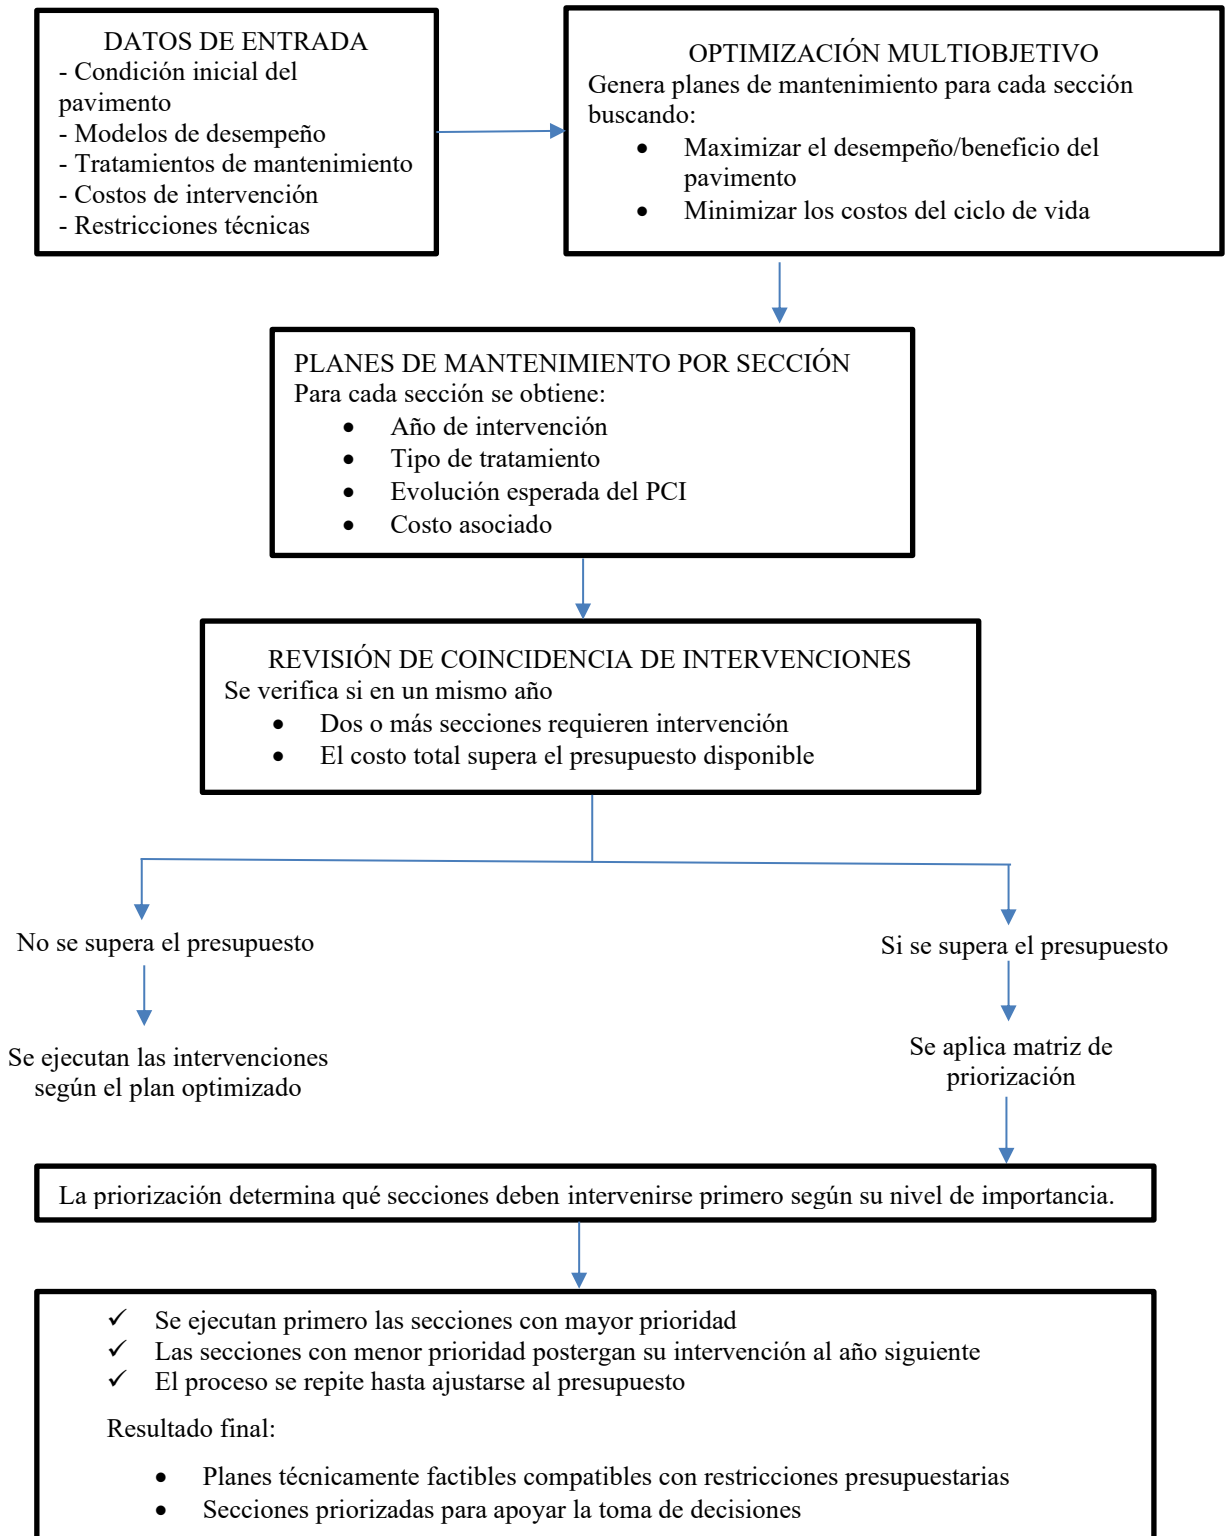 DATOS DE ENTRADA
- Condición inicial del
pavimento
- Modelos de desempeño
- Tratamientos de mantenimiento
- Costos de intervención
- Restricciones técnicas
OPTIMIZACIÓN MULTIOBJETIVO
Genera planes de mantenimiento para cada sección
buscando:
• Maximizar el desempeño/beneficio del
pavimento
• Minimizar los costos del ciclo de vida
PLANES DE MANTENIMIENTO POR SECCIÓN
Para cada sección se obtiene:
• Año de intervención
• Tipo de tratamiento
• Evolución esperada del PCI
• Costo asociado
REVISIÓN DE COINCIDENCIA DE INTERVENCIONES
Se verifica si en un mismo año
• Dos o más secciones requieren intervención
• El costo total supera el presupuesto disponible
No se supera el presupuesto
Se ejecutan las intervenciones
según el plan optimizado
Si se supera el presupuesto
Se aplica matriz de
priorización
La priorización determina qué secciones deben intervenirse primero según su nivel de importancia.
✓ Se ejecutan primero las secciones con mayor prioridad
✓ Las secciones con menor prioridad postergan su intervención al año siguiente
✓ El proceso se repite hasta ajustarse al presupuesto
Resultado final:
• Planes técnicamente factibles compatibles con restricciones presupuestarias
• Secciones priorizadas para apoyar la toma de decisiones